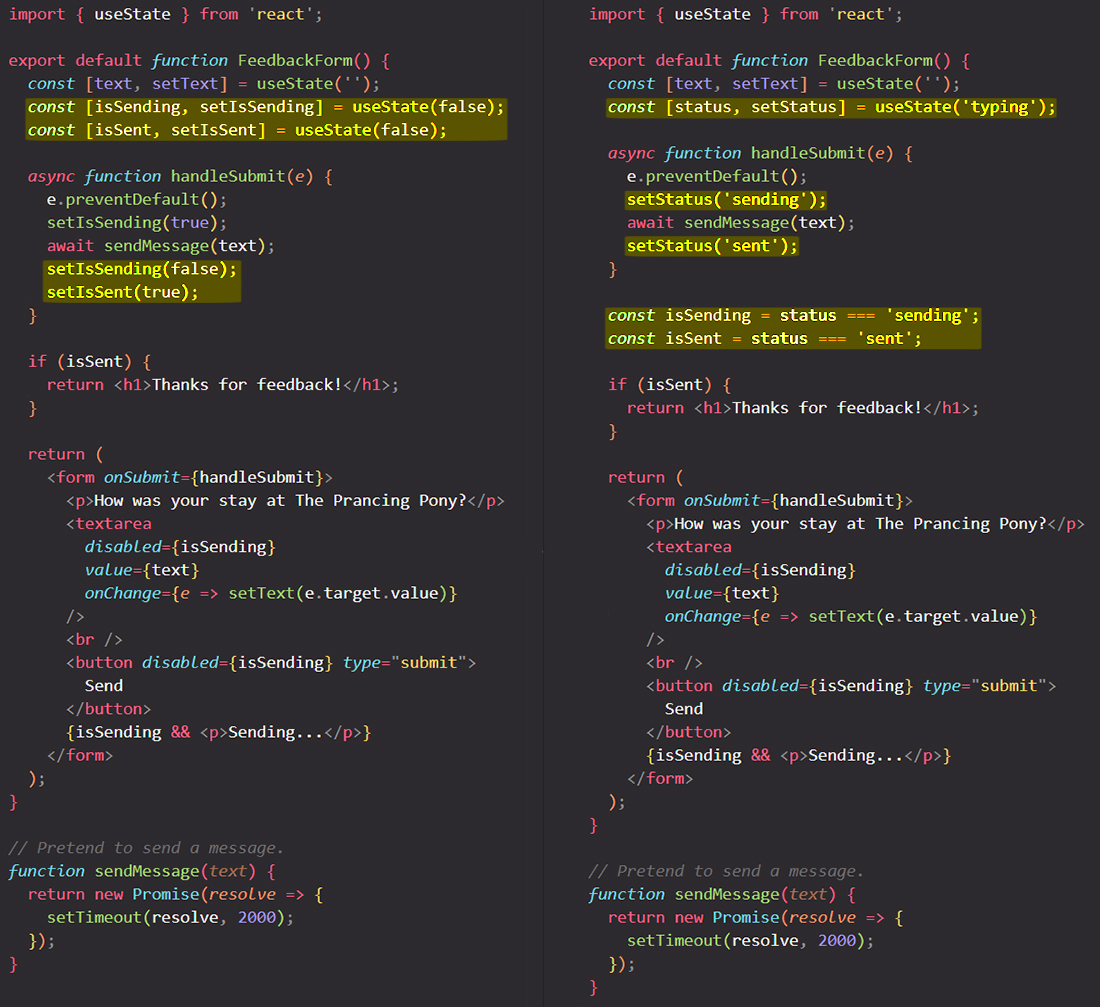 import { useState } from 'react';
export default function FeedbackForm() {
const [text, setText] = useState('');
const [isSending, setIsSending] = useState(false);
const [isSent, setIsSent] = useState(false);
async function handleSubmit(e) {
e.preventDefault();
setIsSending(true);
await sendMessage(text);
setIsSending(false);
setIsSent(true);
}
if (isSent) {
return <h1>Thanks for feedback!</h1>;
}
return (
<form onSubmit={handleSubmit}>
<p>How was your stay at The Prancing Pony?</p>
<textarea
disabled={isSending}
value={text}
onChange={e => setText(e.target.value)}
/>
<br />
<button disabled={isSending} type="submit">
Send
</button>
{isSending && <p>Sending...</p>}
</form>
);
}
// Pretend to send a message.
function sendMessage(text) {
return new Promise(resolve => {
setTimeout(resolve, 2000);
});
}
import { useState } from 'react';
export default function FeedbackForm() {
const [text, setText] = useState('');
const [status, setStatus] = useState('typing');
async function handleSubmit(e) {
e.preventDefault();
setStatus('sending');
await sendMessage(text);
setStatus('sent');
}
const isSending = status === 'sending';
const isSent = status === 'sent';
if (isSent) {
return <h1>Thanks for feedback!</h1>;
}
return (
<form onSubmit={handleSubmit}>
<p>How was your stay at The Prancing Pony?</p>
<textarea
disabled={isSending}
value={text}
onChange={e => setText(e.target.value)}
/>
<br />
<button disabled={isSending} type="submit">
Send
</button>
{isSending && <p>Sending...</p>}
</form>
);
}
// Pretend to send a message.
function sendMessage(text) {
return new Promise(resolve => {
setTimeout(resolve, 2000);
});
}